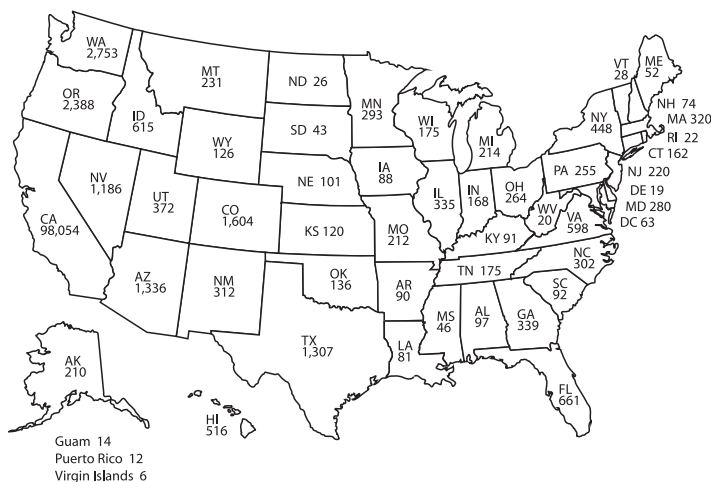 WA
2,753
OR
2,388
ID
615
MT
231
ND 26
SD 43
WY
126
NE 101
NV
1,186
UT
372
CO
1,604
KS 120
CA
98,054
AZ
1,336
NM
312
OK
136
TX
1,307
MN
293
IA
88
MO
212
AR
90
LA
81
WI
175
IL
335
MI
214
IN
168
OH
264
KY 91
TN 175
MS
46
AL
97
GA
339
FL
661
SC
92
NC
302
VA
598
WV
20
PA 255
NY
448
VT
28
ME
52
NH 74
MA 320
RI 22
CT 162
NJ 220
DE 19
MD 280
DC 63
AK
210
HI
516
Guam 14
Puerto Rico 12
Virgin Islands 6